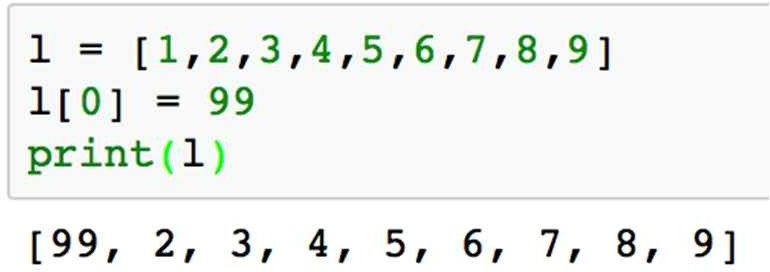 l = [1,2,3,4,5,6,7,8,9]
l[0] = 99
print(l)
[99, 2, 3, 4, 5, 6, 7, 8, 9]